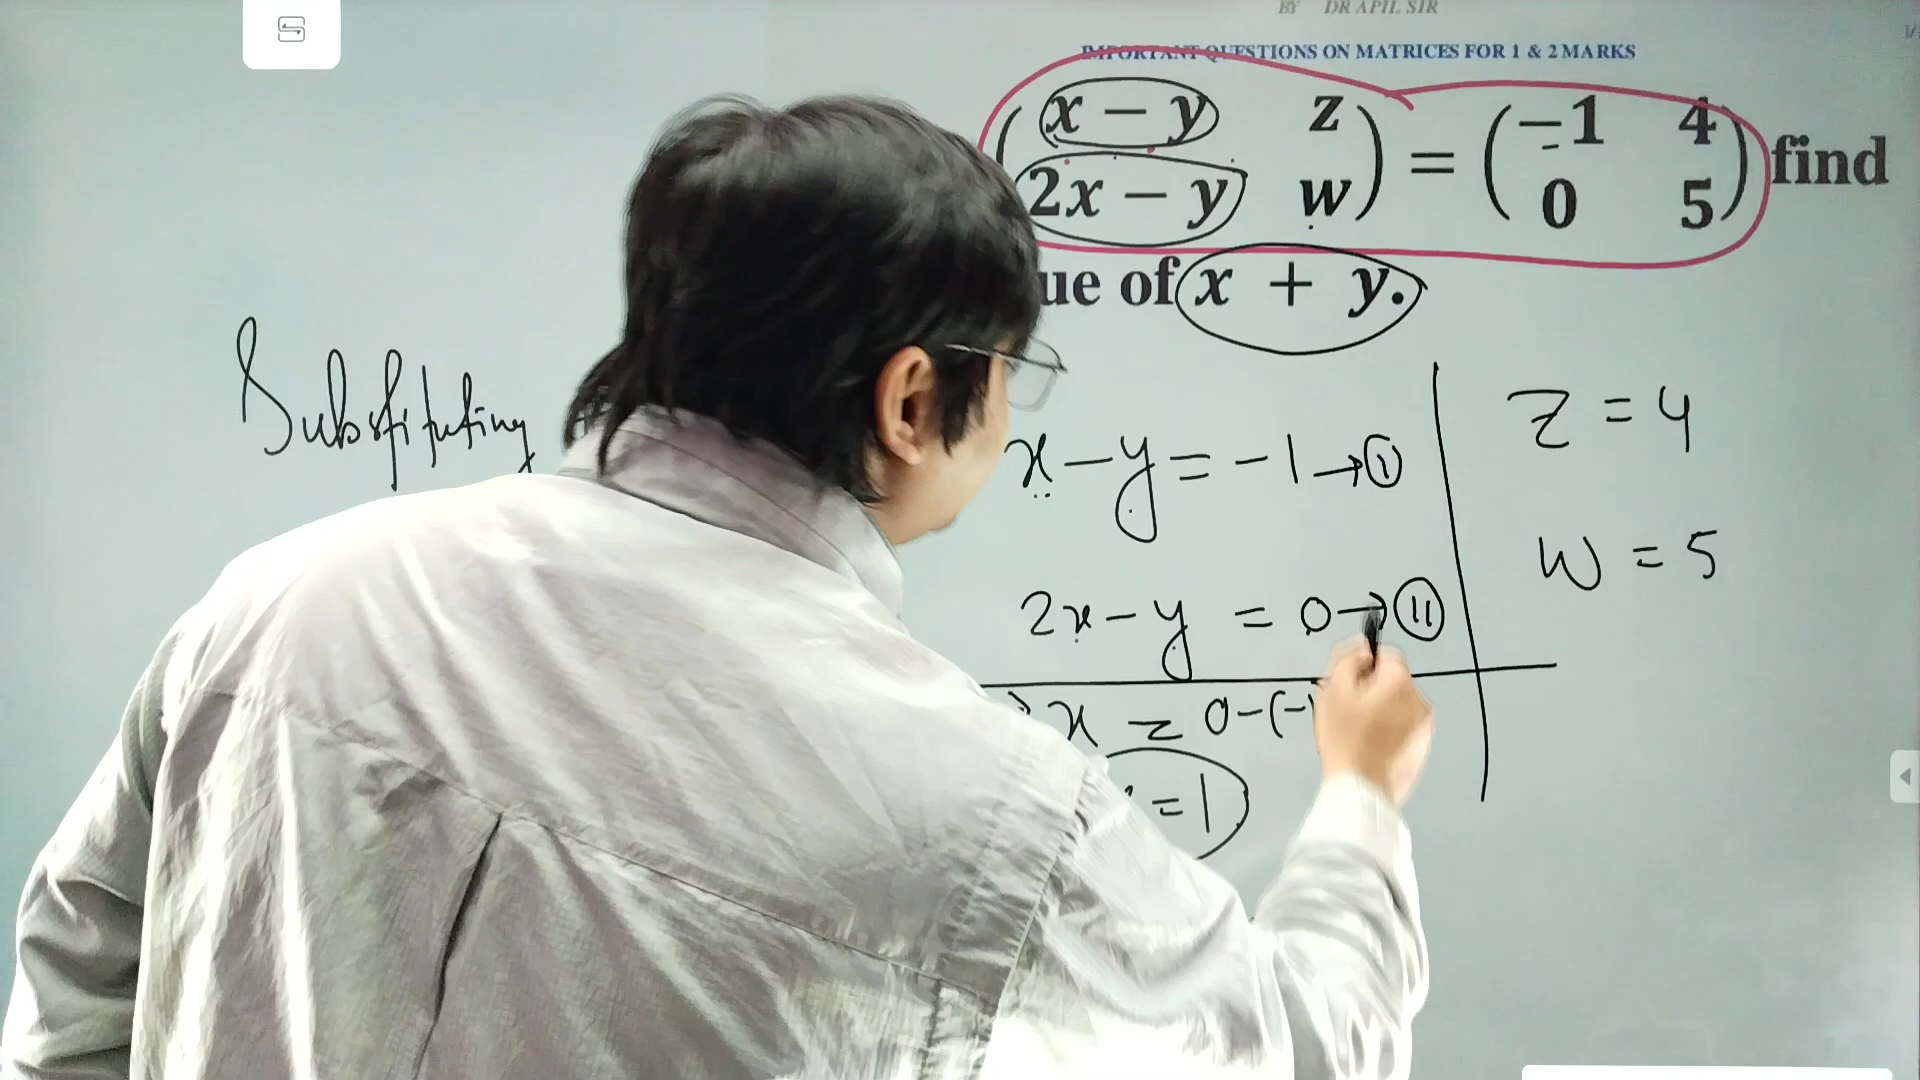 BY DR APIL SIR
IMPORTANT QUESTIONS ON MATRICES FOR 1 & 2 MARKS
( x − y z ) = ( −1 4 ) find
( 2x − y w ) ( 0 5 )
ue of x + y.
Substituting
x − y = −1 → (1)
2x − y = 0 → (11)
x = 0 − (−
= 1
z = 4
w = 5